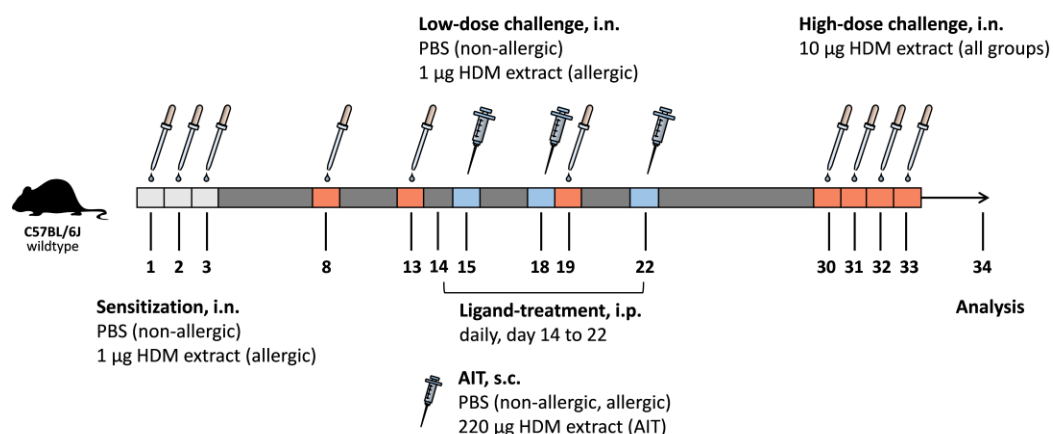 Low-dose challenge, i.n.
PBS (non-allergic)
1 µg HDM extract (allergic)
High-dose challenge, i.n.
10 µg HDM extract (all groups)
C57BL/6J
wildtype
1 2 3 8 13 14 15 18 19 22 30 31 32 33 34
Sensitization, i.n.
PBS (non-allergic)
1 µg HDM extract (allergic)
Ligand-treatment, i.p.
daily, day 14 to 22
Analysis
AIT, s.c.
PBS (non-allergic, allergic)
220 µg HDM extract (AIT)